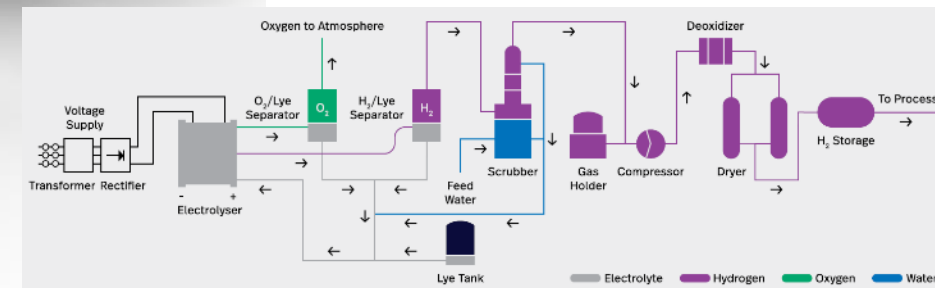 Oxygen to Atmosphere
Deoxidizer
O₂/Lye
Separator
H₂/Lye
Separator
O₂
H₂
Voltage
Supply
To Process
H₂ Storage
Transformer
Rectifier
Scrubber
Gas
Holder
Compressor
Dryer
Feed
Water
- +
Electrolyser
Lye Tank
Electrolyte
Hydrogen
Oxygen
Water